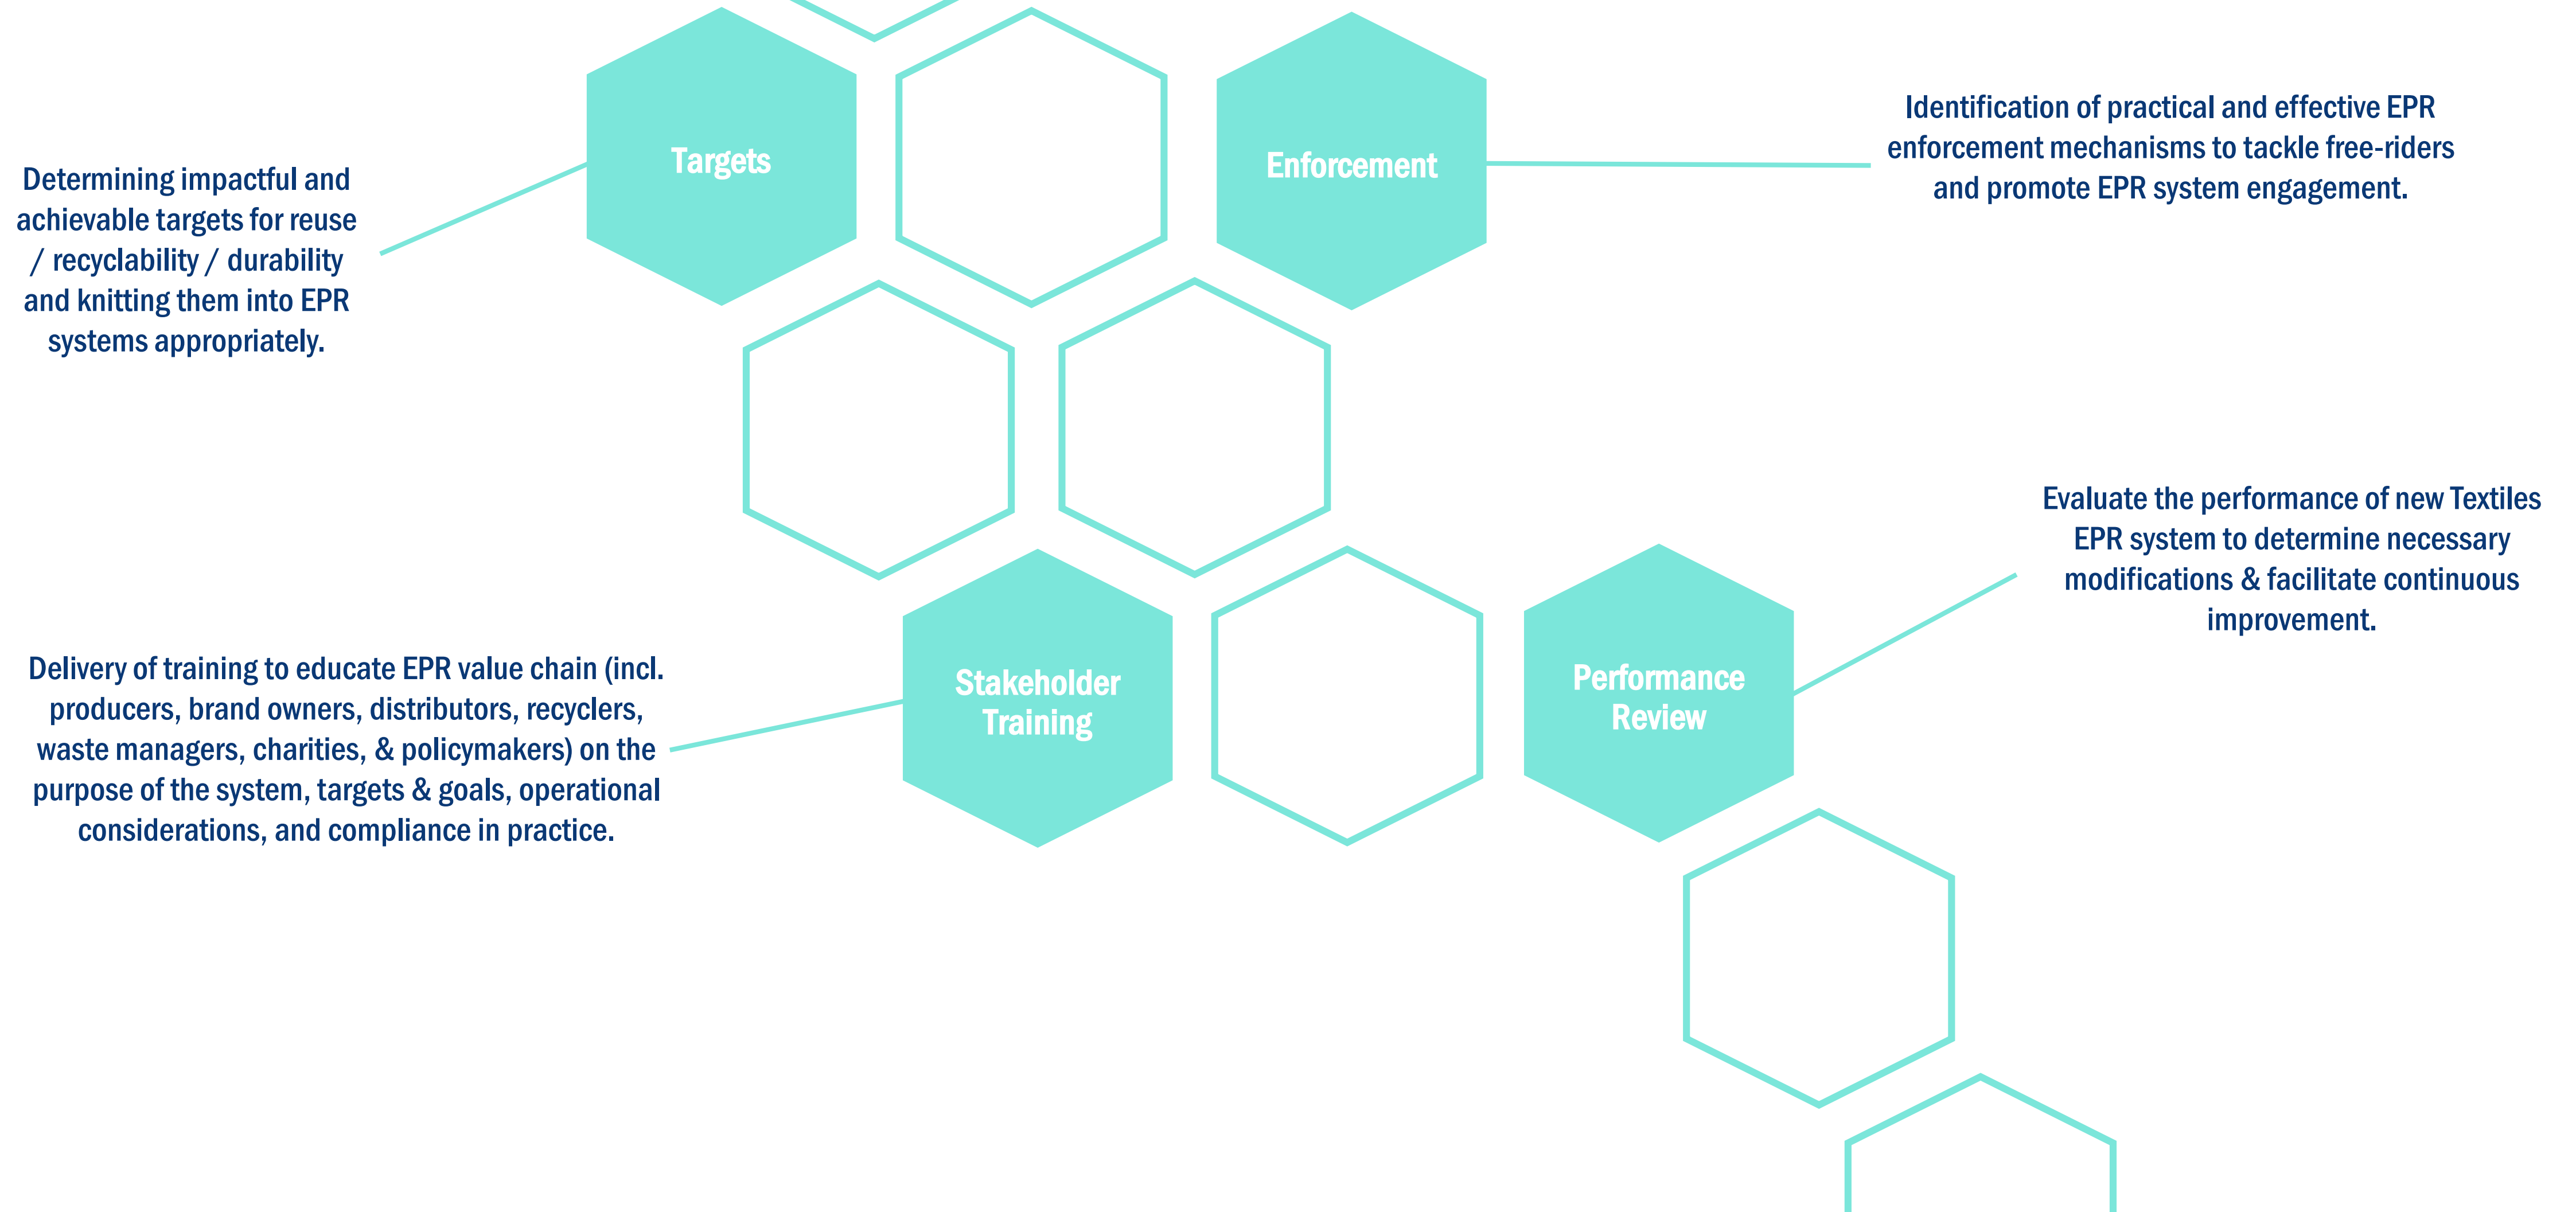 Targets
Determining impactful and
achievable targets for reuse
/ recyclability / durability
and knitting them into EPR
systems appropriately.
Enforcement
Identification of practical and effective EPR
enforcement mechanisms to tackle free-riders
and promote EPR system engagement.
Stakeholder
Training
Delivery of training to educate EPR value chain (incl.
producers, brand owners, distributors, recyclers,
waste managers, charities, & policymakers) on the
purpose of the system, targets & goals, operational
considerations, and compliance in practice.
Performance
Review
Evaluate the performance of new Textiles
EPR system to determine necessary
modifications & facilitate continuous
improvement.